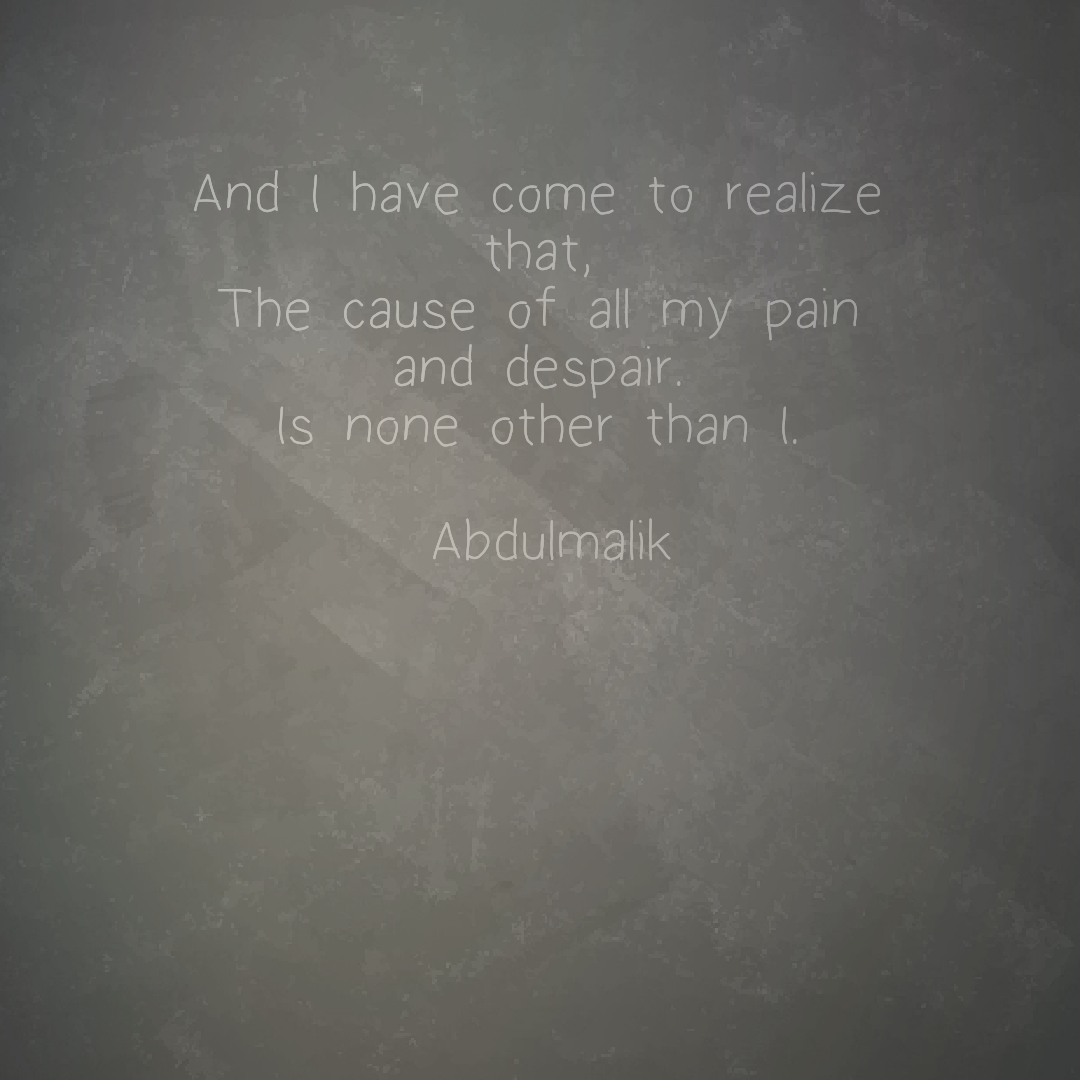 And I have come to realize
that,
The cause of all my pain
and despair.
Is none other than I.
Abdulmalik